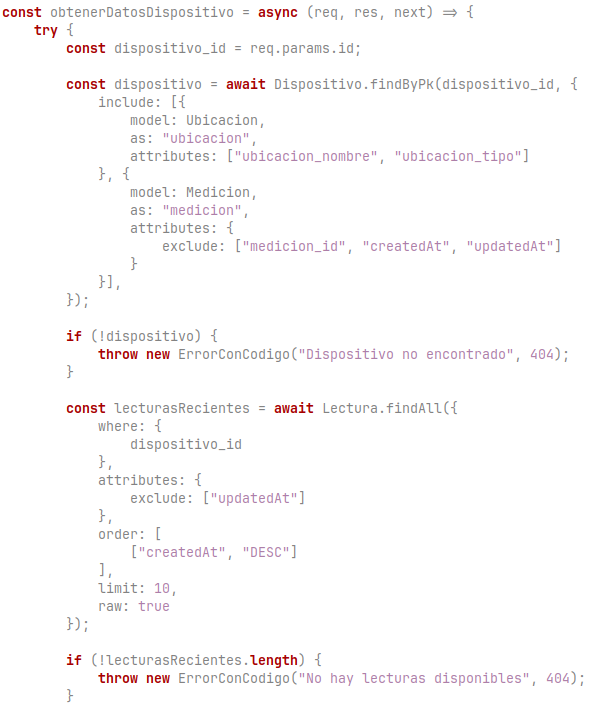 const obtenerDatosDispositivo = async (req, res, next) => {
    try {
        const dispositivo_id = req.params.id;

        const dispositivo = await Dispositivo.findByPk(dispositivo_id, {
            include: [{
                model: Ubicacion,
                as: "ubicacion",
                attributes: ["ubicacion_nombre", "ubicacion_tipo"]
            }, {
                model: Medicion,
                as: "medicion",
                attributes: {
                    exclude: ["medicion_id", "createdAt", "updatedAt"]
                }
            }],
        });

        if (!dispositivo) {
            throw new ErrorConCodigo("Dispositivo no encontrado", 404);
        }

        const lecturasRecientes = await Lectura.findAll({
            where: {
                dispositivo_id
            },
            attributes: {
                exclude: ["updatedAt"]
            },
            order: [
                ["createdAt", "DESC"]
            ],
            limit: 10,
            raw: true
        });

        if (!lecturasRecientes.length) {
            throw new ErrorConCodigo("No hay lecturas disponibles", 404);
        }